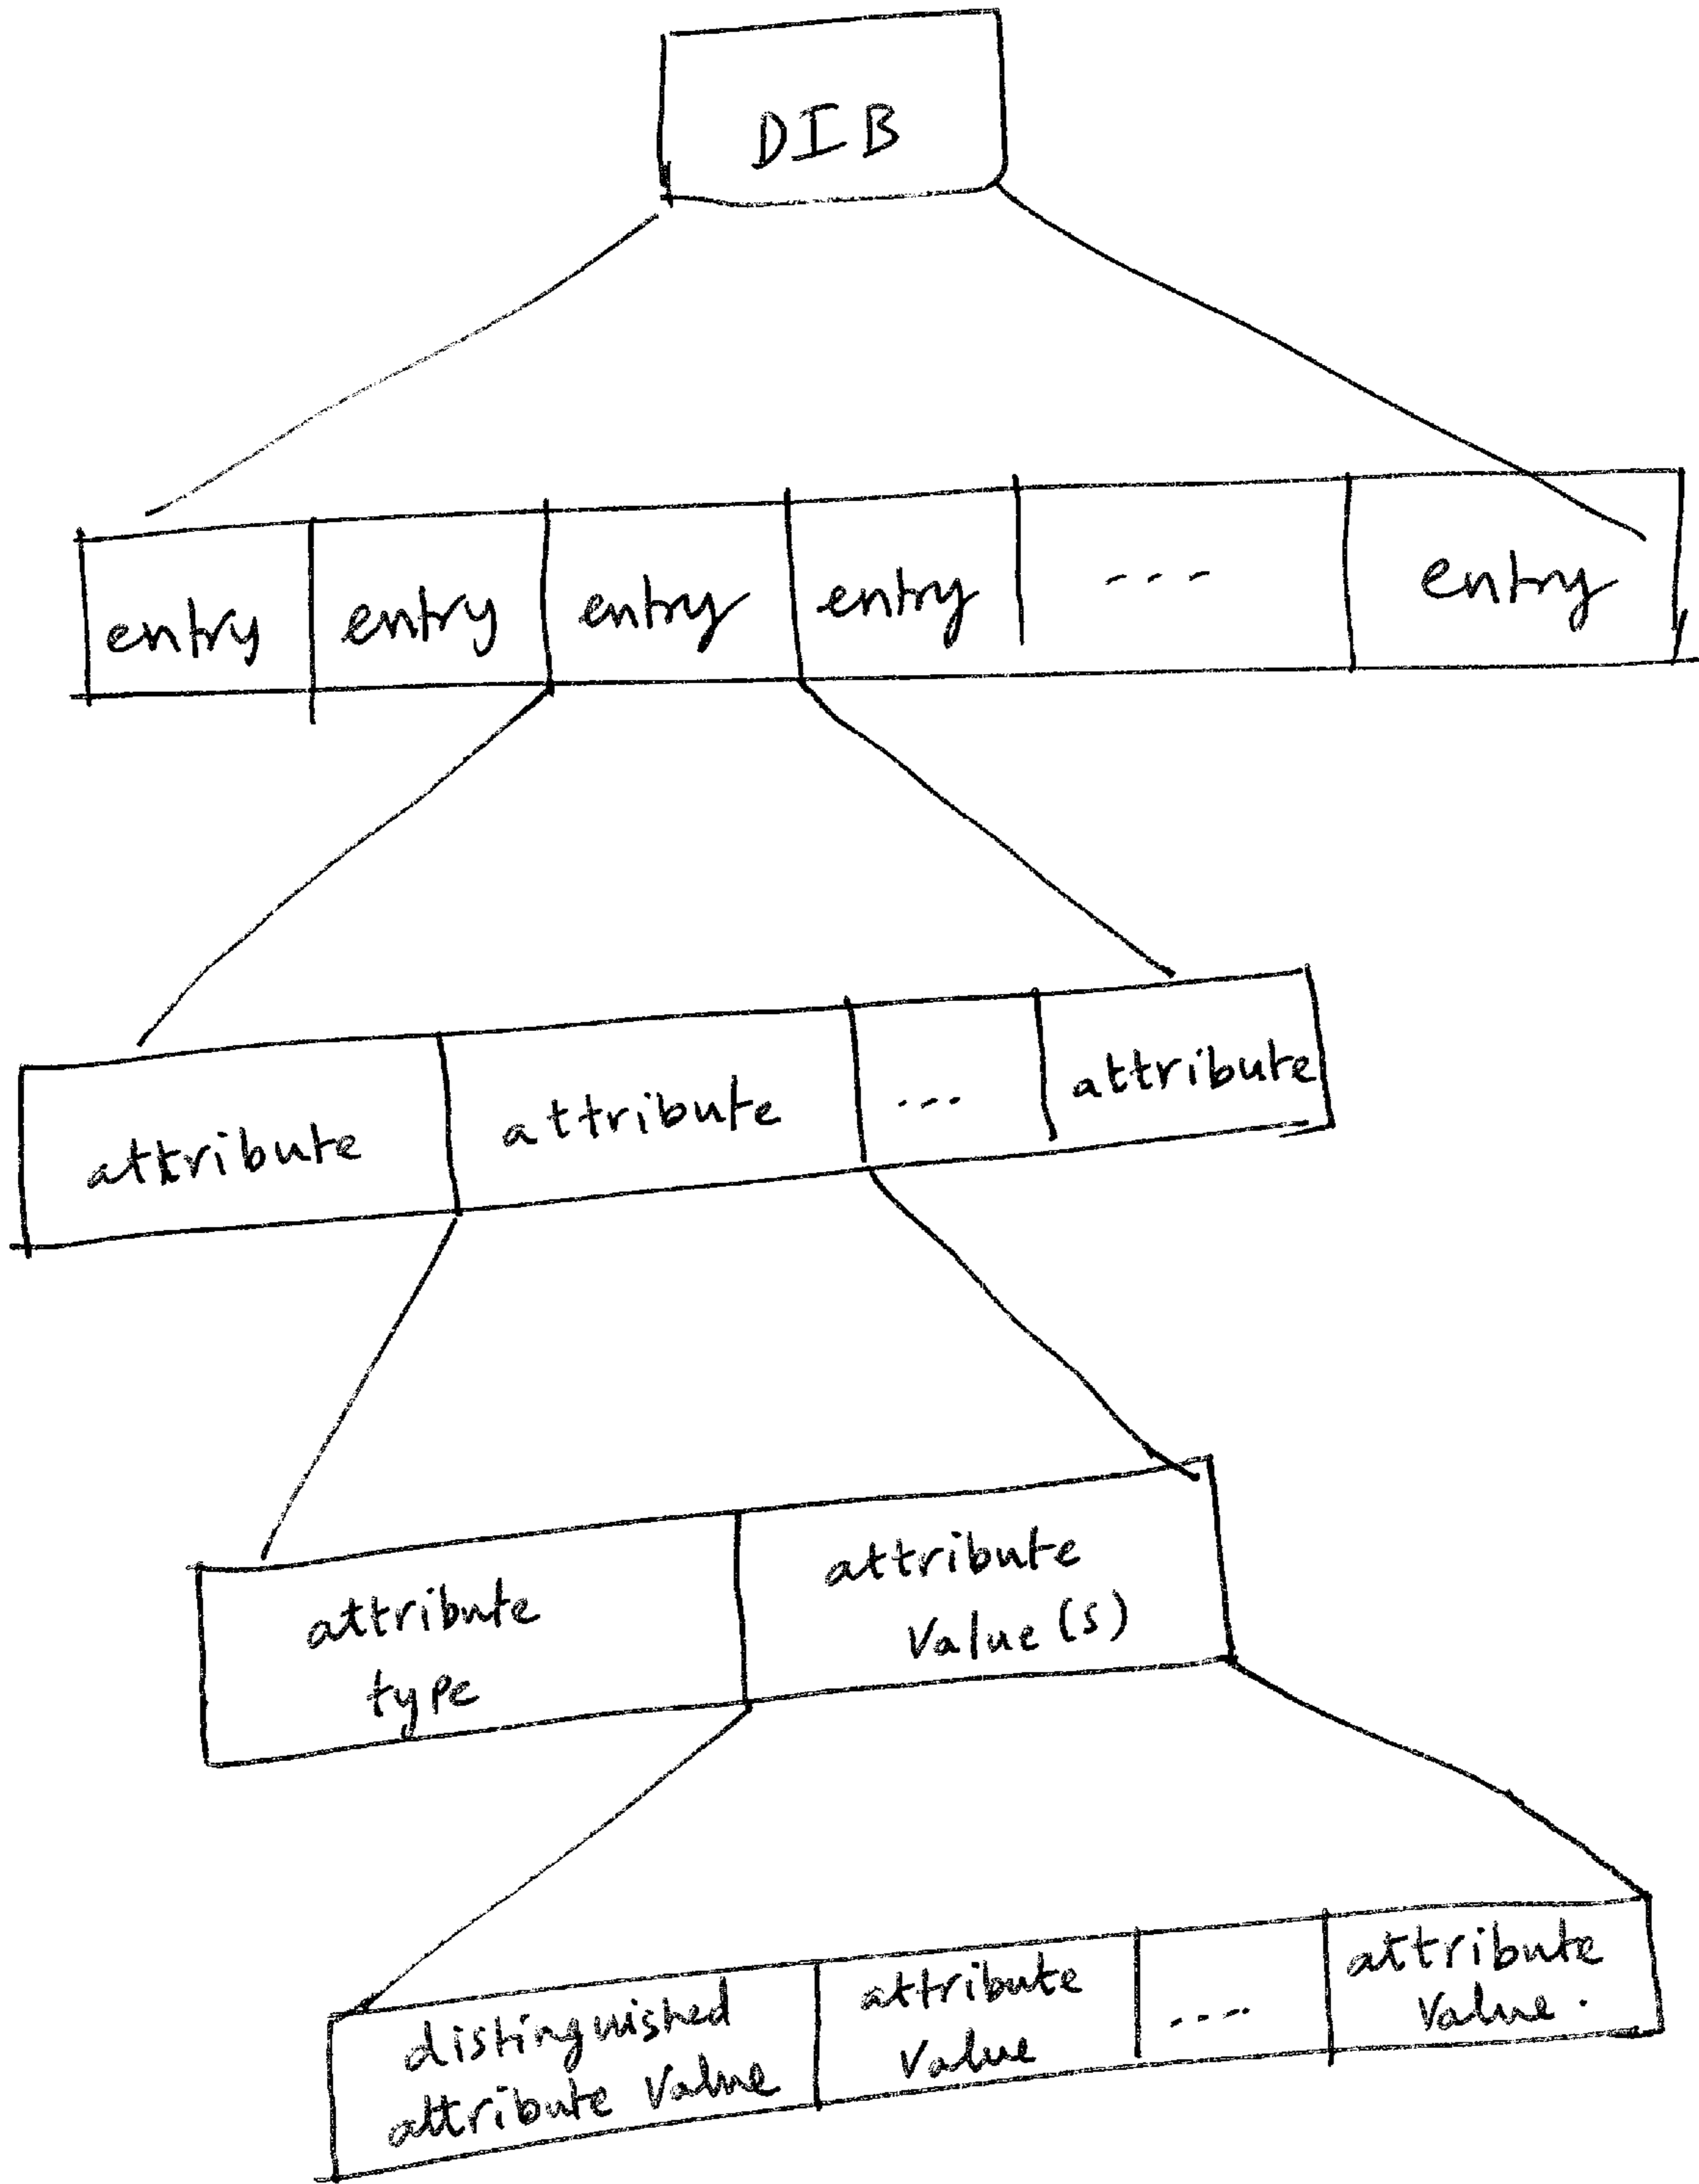 DIB
entry entry entry entry --- entry
attribute attribute --- attribute
attribute
type
attribute
value(s)
distinguished
attribute value
attribute
value
----
attribute
value.